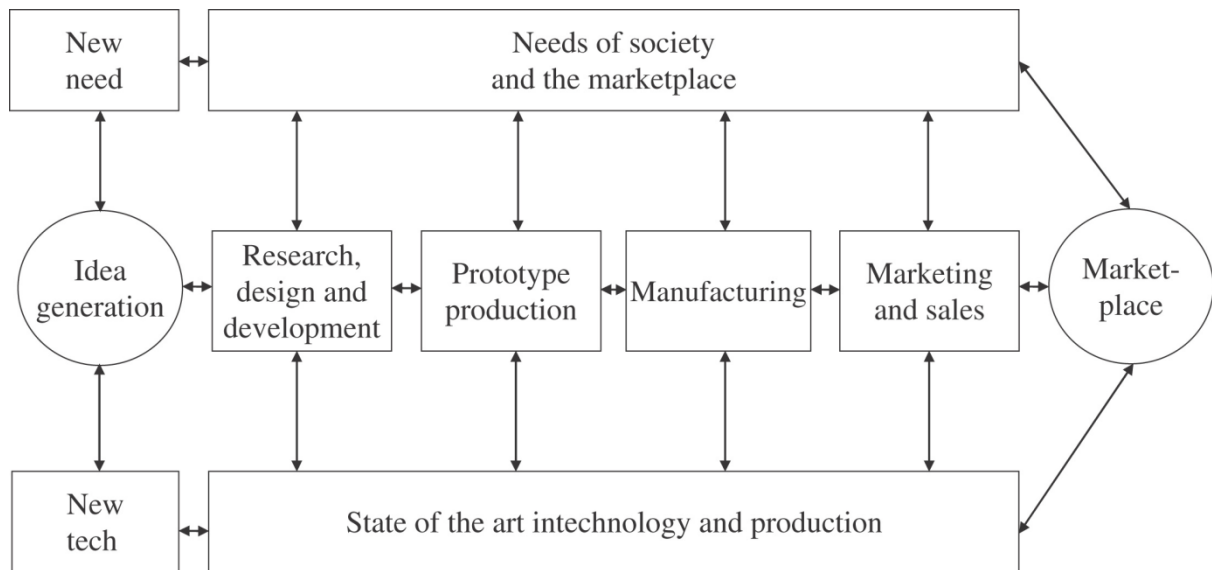 New
need
Needs of society
and the marketplace
Idea
generation
Research,
design and
development
Prototype
production
Manufacturing
Marketing
and sales
Market-
place
New
tech
State of the art intechnology and production